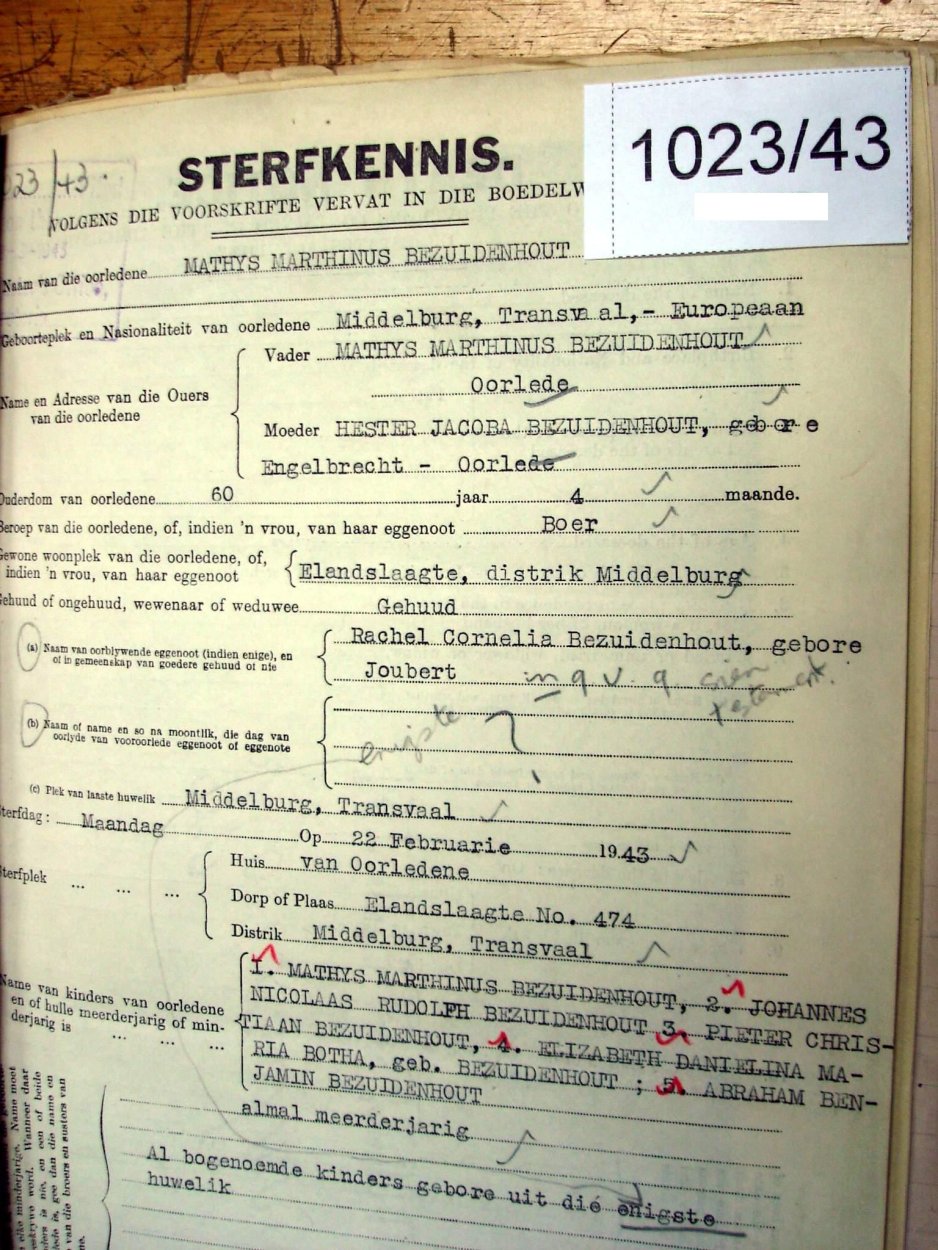 1023/43
23/43.
STERFKENNIS.
VOLGENS DIE VOORSKRIFTE VERVAT IN DIE BOEDELW
Naam van die oorledene MATHYS MARTHINUS BEZUIDENHOUT
Geboorteplek en Nasionaliteit van oorledene Middelburg, Transvaal,- Europeaan
Name en Adresse van die Ouers van die oorledene
Vader MATHYS MARTHINUS BEZUIDENHOUT
Oorlede
Moeder HESTER JACOBA BEZUIDENHOUT, gebore
Engelbrecht - Oorlede
Ouderdom van oorledene 60 jaar 4 maande.
Beroep van die oorledene, of, indien 'n vrou, van haar eggenoot Boer
Gewone woonplek van die oorledene, of,
indien 'n vrou, van haar eggenoot Elandslaagte, distrik Middelburg
Gehuud of ongehuud, wewenaar of weduwee Gehuud
(a) Naam van oorblywende eggenoot (indien enige), en
of in gemeenskap van goedere gehuud of nie
Rachel Cornelia Bezuidenhout, gebore
Joubert in q v. q
(b) Naam of name en so na moontlik, die dag van
oorlyde van vooroorlede eggenoot of eggenote
enigste
(c) Plek van laaste huwelik Middelburg, Transvaal
terfdag: Maandag Op 22 Februarie 1943
terfplek ... ... ...
Huis van Oorledene
Dorp of Plaas Elandslaagte No. 474
Distrik Middelburg, Transvaal
Name van kinders van oorledene
en of hulle meerderjarig of min-
derjarig is ... ... ...
1. MATHYS MARTHINUS BEZUIDENHOUT, 2. JOHANNES
NICOLAAS RUDOLFH BEZUIDENHOUT 3. PIETER CHRIS-
TIAAN BEZUIDENHOUT, 4. ELIZABETH DANIELINA MA-
RIA BOTHA, geb. BEZUIDENHOUT ; 5. ABRAHAM BEN-
JAMIN BEZUIDENHOUT
almal meerderjarig
Al bogenoemde kinders gebore uit die enigste
huwelik